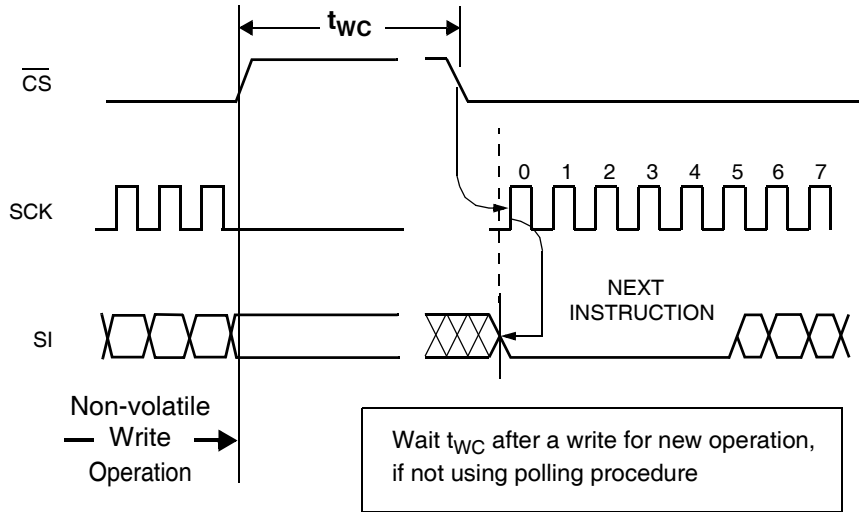 tWC
CS
0 1 2 3 4 5 6 7
SCK
NEXT
INSTRUCTION
SI
Non-volatile
Write
Operation
Wait tWC after a write for new operation,
if not using polling procedure